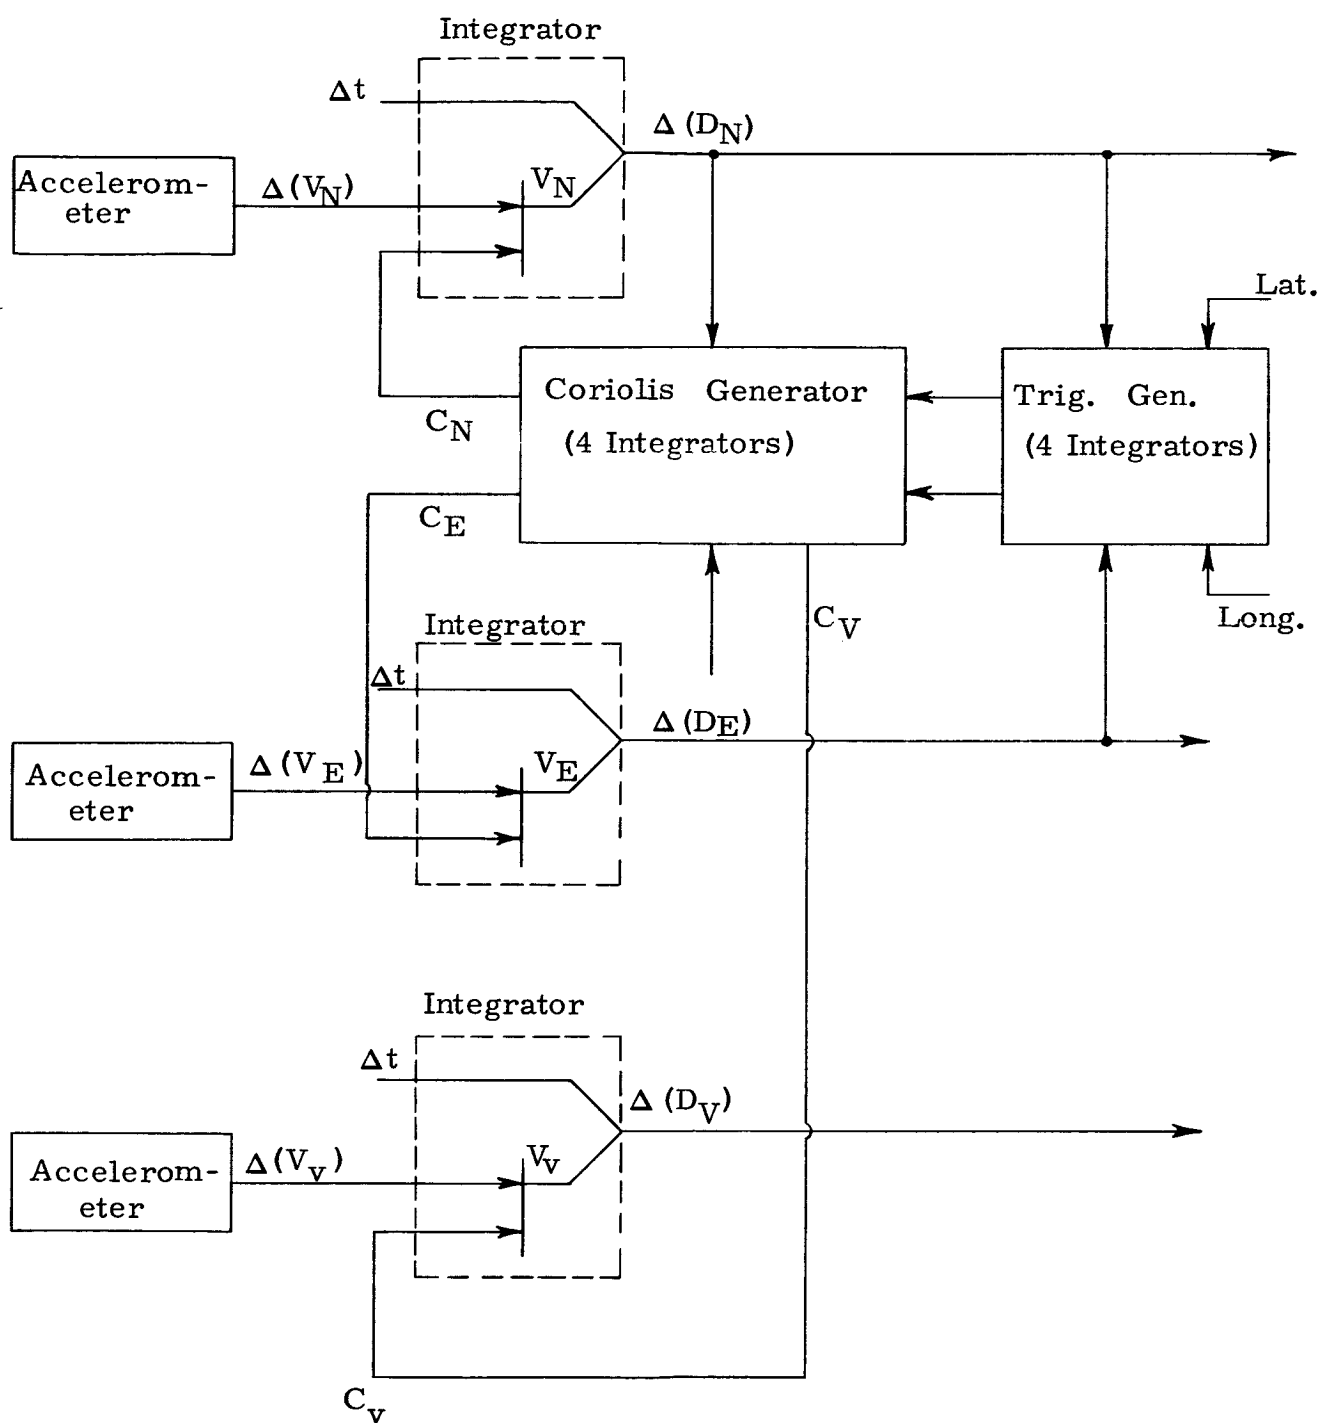 Integrator
Δt
Δ(D_N)
Accelerom-
eter
Δ(V_N)
V_N
Lat.
Coriolis Generator
(4 Integrators)
Trig. Gen.
(4 Integrators)
C_N
C_E
Integrator
C_V
Long.
Δt
Δ(D_E)
Accelerom-
eter
Δ(V_E)
V_E
Integrator
Δt
Δ(D_V)
Accelerom-
eter
Δ(V_v)
V_v
C_v